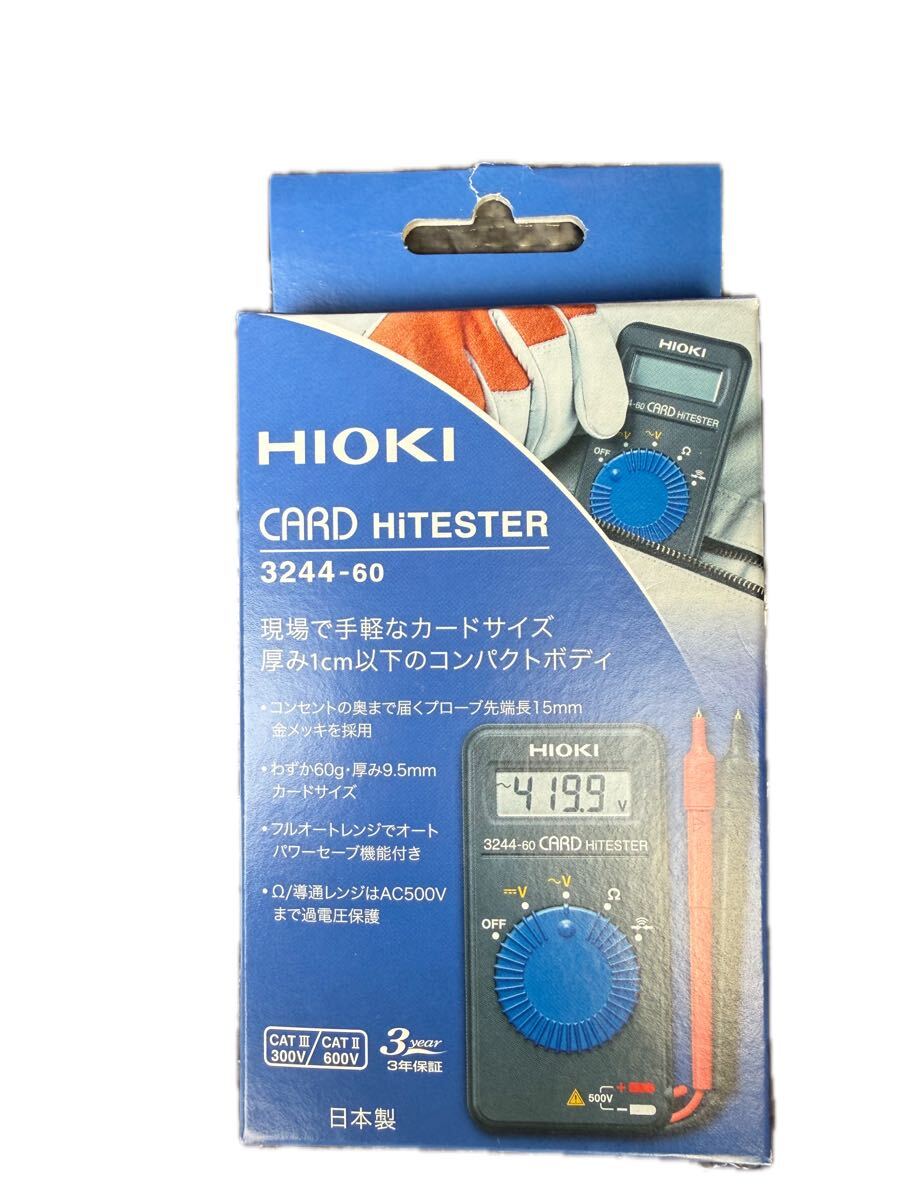 HIOKI
4-60 CARD HiTESTER
OFF
V
~V
Ω
HIOKI
CARD HiTESTER
3244-60
現場で手軽なカードサイズ
厚み1cm以下のコンパクトボディ
・コンセントの奥まで届くプローブ先端長15mm
金メッキを採用
・わずか60g・厚み9.5mm
カードサイズ
・フルオートレンジでオート
パワーセーブ機能付き
・Ω/導通レンジはAC500V
まで過電圧保護
HIOKI
~419.9 V
3244-60 CARD HiTESTER
OFF
⎓V
~V
Ω
500V
+
−
CAT Ⅲ 300V/CAT Ⅱ 600V
3 year
3年保証
日本製